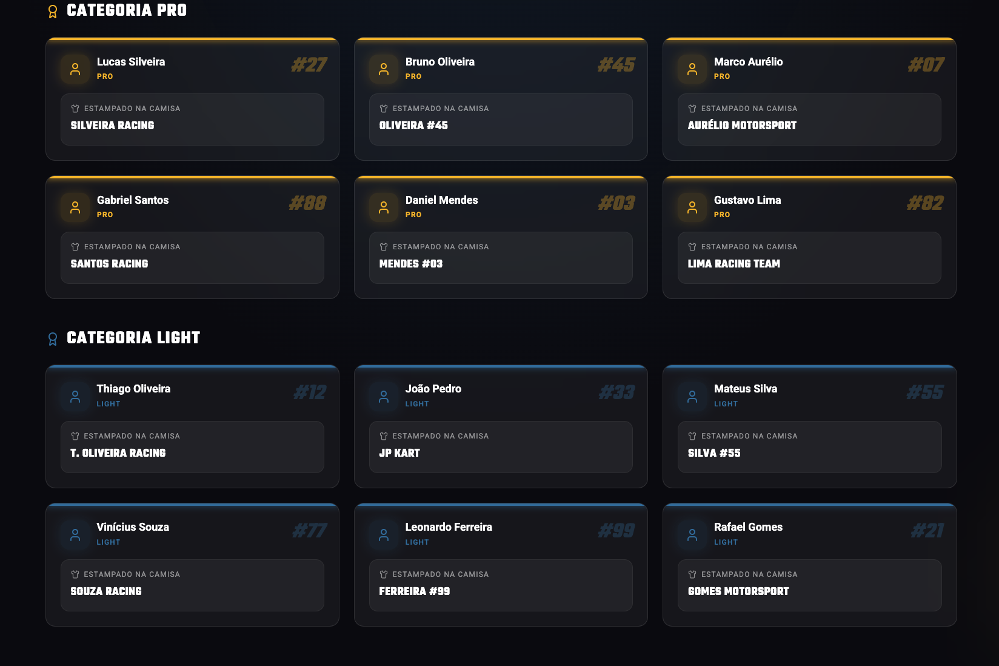 CATEGORIA PRO
Lucas Silveira
PRO
#27
ESTAMPADO NA CAMISA
SILVEIRA RACING
Bruno Oliveira
PRO
#45
ESTAMPADO NA CAMISA
OLIVEIRA #45
Marco Aurélio
PRO
#07
ESTAMPADO NA CAMISA
AURÉLIO MOTORSPORT
Gabriel Santos
PRO
#88
ESTAMPADO NA CAMISA
SANTOS RACING
Daniel Mendes
PRO
#03
ESTAMPADO NA CAMISA
MENDES #03
Gustavo Lima
PRO
#82
ESTAMPADO NA CAMISA
LIMA RACING TEAM
CATEGORIA LIGHT
Thiago Oliveira
LIGHT
#12
ESTAMPADO NA CAMISA
T. OLIVEIRA RACING
João Pedro
LIGHT
#33
ESTAMPADO NA CAMISA
JP KART
Mateus Silva
LIGHT
#55
ESTAMPADO NA CAMISA
SILVA #55
Vinícius Souza
LIGHT
#77
ESTAMPADO NA CAMISA
SOUZA RACING
Leonardo Ferreira
LIGHT
#99
ESTAMPADO NA CAMISA
FERREIRA #99
Rafael Gomes
LIGHT
#21
ESTAMPADO NA CAMISA
GOMES MOTORSPORT